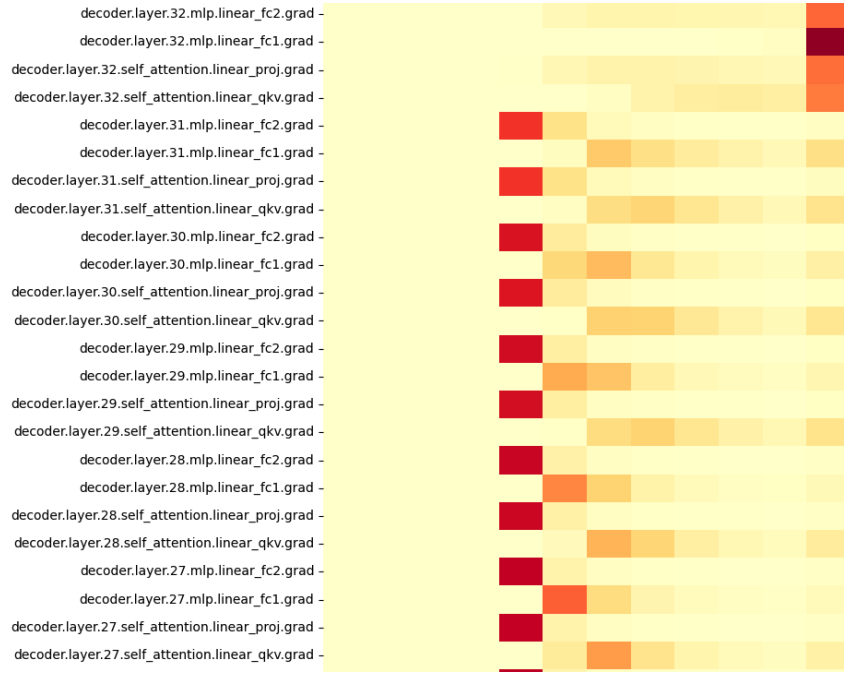 decoder.layer.32.mlp.linear_fc2.grad
decoder.layer.32.mlp.linear_fc1.grad
decoder.layer.32.self_attention.linear_proj.grad
decoder.layer.32.self_attention.linear_qkv.grad
decoder.layer.31.mlp.linear_fc2.grad
decoder.layer.31.mlp.linear_fc1.grad
decoder.layer.31.self_attention.linear_proj.grad
decoder.layer.31.self_attention.linear_qkv.grad
decoder.layer.30.mlp.linear_fc2.grad
decoder.layer.30.mlp.linear_fc1.grad
decoder.layer.30.self_attention.linear_proj.grad
decoder.layer.30.self_attention.linear_qkv.grad
decoder.layer.29.mlp.linear_fc2.grad
decoder.layer.29.mlp.linear_fc1.grad
decoder.layer.29.self_attention.linear_proj.grad
decoder.layer.29.self_attention.linear_qkv.grad
decoder.layer.28.mlp.linear_fc2.grad
decoder.layer.28.mlp.linear_fc1.grad
decoder.layer.28.self_attention.linear_proj.grad
decoder.layer.28.self_attention.linear_qkv.grad
decoder.layer.27.mlp.linear_fc2.grad
decoder.layer.27.mlp.linear_fc1.grad
decoder.layer.27.self_attention.linear_proj.grad
decoder.layer.27.self_attention.linear_qkv.grad